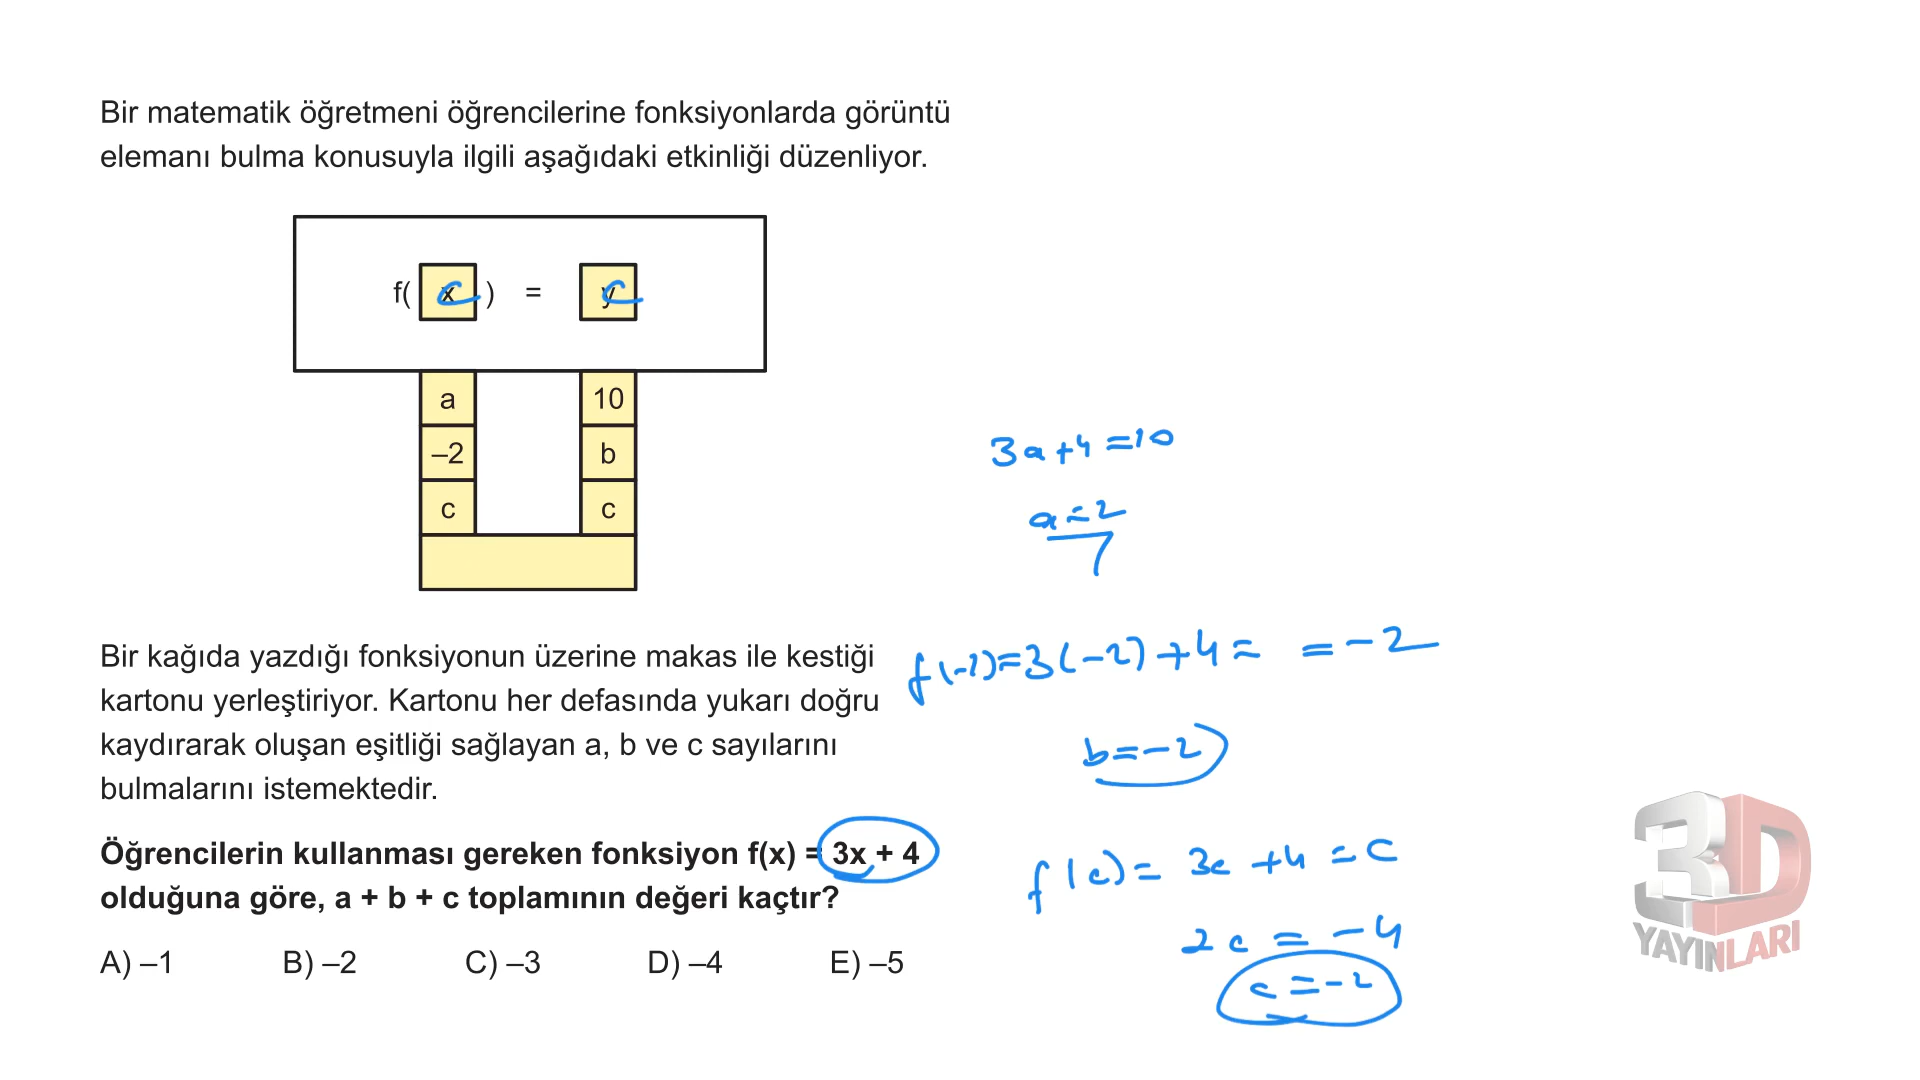 Bir matematik öğretmeni öğrencilerine fonksiyonlarda görüntü
elemanı bulma konusuyla ilgili aşağıdaki etkinliği düzenliyor.
f( x ) = y
c c
a 10
–2 b
c c
3a+4=10
a=2
Bir kağıda yazdığı fonksiyonun üzerine makas ile kestiği
kartonu yerleştiriyor. Kartonu her defasında yukarı doğru
kaydırarak oluşan eşitliği sağlayan a, b ve c sayılarını
bulmalarını istemektedir.
f(-2)=3(-2)+4= =-2
b=-2
Öğrencilerin kullanması gereken fonksiyon f(x) = 3x + 4
olduğuna göre, a + b + c toplamının değeri kaçtır?
f(c)= 3c +4 =c
2c = -4
c=-2
A) –1 B) –2 C) –3 D) –4 E) –5
3D
YAYINLARI